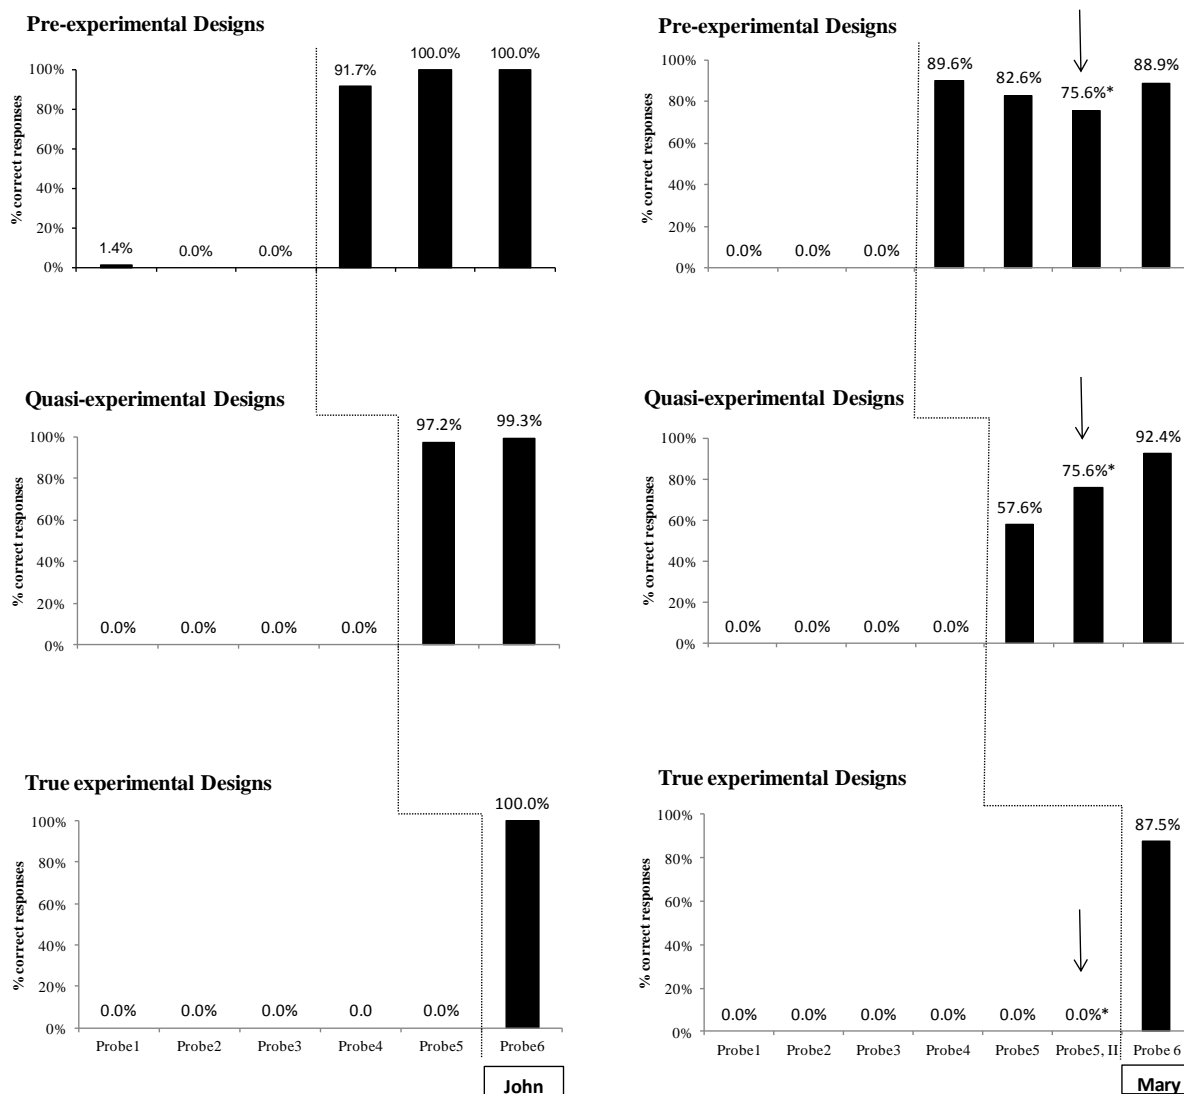 Pre-experimental Designs
% correct responses
100%
80%
60%
40%
20%
0%
1.4%
0.0%
0.0%
91.7%
100.0%
100.0%
Quasi-experimental Designs
% correct responses
100%
80%
60%
40%
20%
0%
0.0%
0.0%
0.0%
0.0%
97.2%
99.3%
True experimental Designs
% correct responses
100%
80%
60%
40%
20%
0%
0.0%
0.0%
0.0%
0.0
0.0%
100.0%
Probe1
Probe2
Probe3
Probe4
Probe5
Probe6
John
Pre-experimental Designs
% correct responses
100%
80%
60%
40%
20%
0%
0.0%
0.0%
0.0%
89.6%
82.6%
75.6%*
88.9%
Quasi-experimental Designs
% correct responses
100%
80%
60%
40%
20%
0%
0.0%
0.0%
0.0%
0.0%
57.6%
75.6%*
92.4%
True experimental Designs
% correct responses
100%
80%
60%
40%
20%
0%
0.0%
0.0%
0.0%
0.0%
0.0%
0.0%*
87.5%
Probe1
Probe2
Probe3
Probe4
Probe5
Probe5, II
Probe 6
Mary